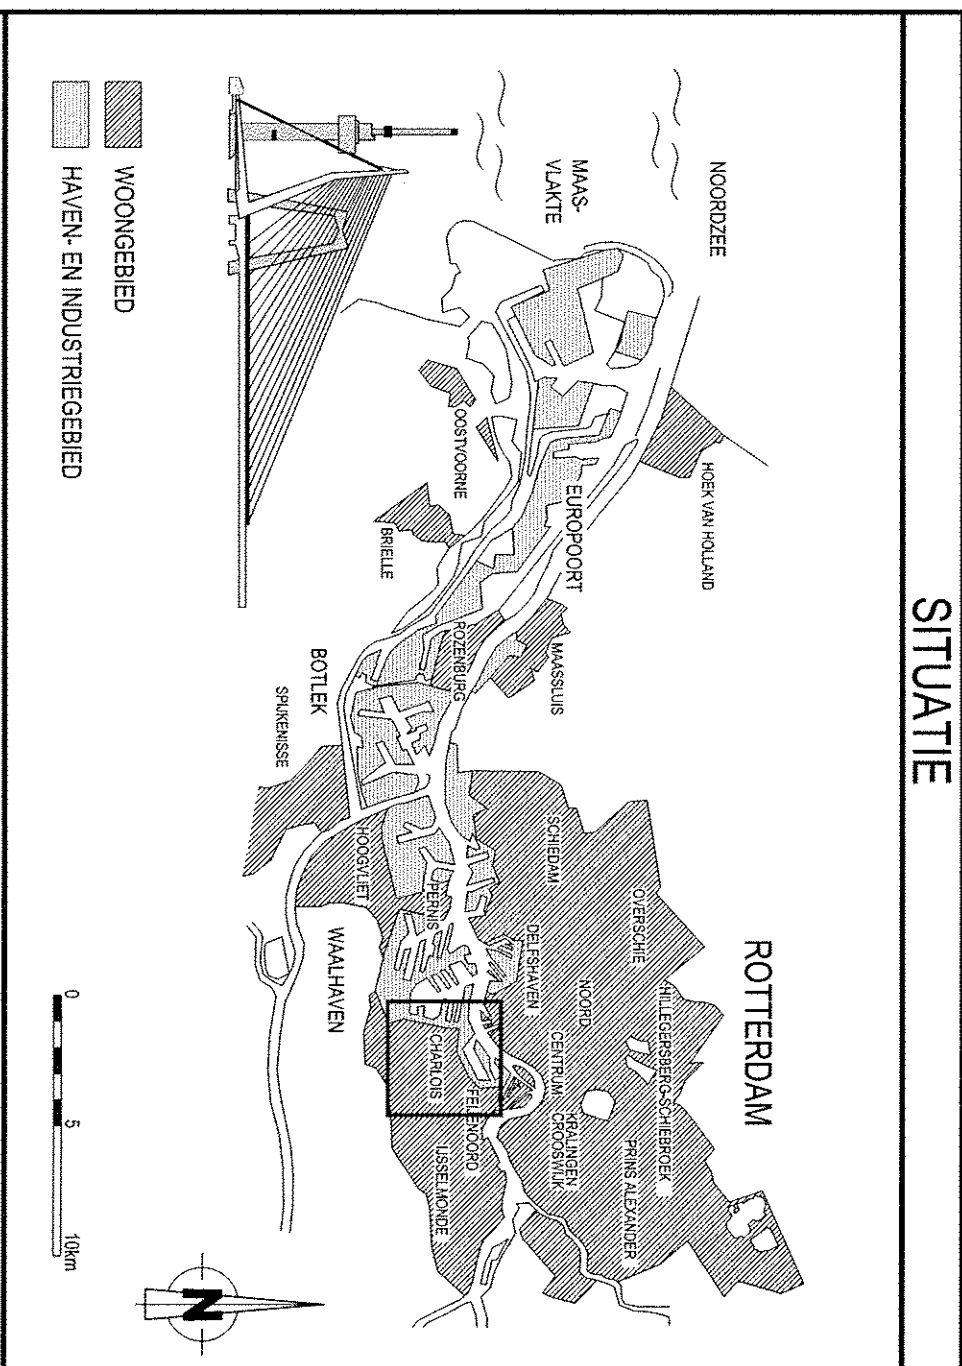 SITUATIE
ROTTERDAM
NOORDZEE
HOEK VAN HOLLAND
MAAS-
VLAKTE
EUROPOORT
MAASSLUIS
OOSTVOORNE
BRIELLE
ROZENBURG
BOTLEK
SPIJKENISSE
HOOGVLIET
PERNIS
WAALHAVEN
SCHIEDAM
OVERSCHIE
DELFSHAVEN
NOORD
HILLEGERSBERG-SCHIEBROEK
CENTRUM
KRALINGEN
CROOSWIJK
PRINS ALEXANDER
CHARLOIS
FEIJENOORD
IJSSELMONDE
WOONGEBIED
HAVEN- EN INDUSTRIEGEBIED
0
5
10km
N